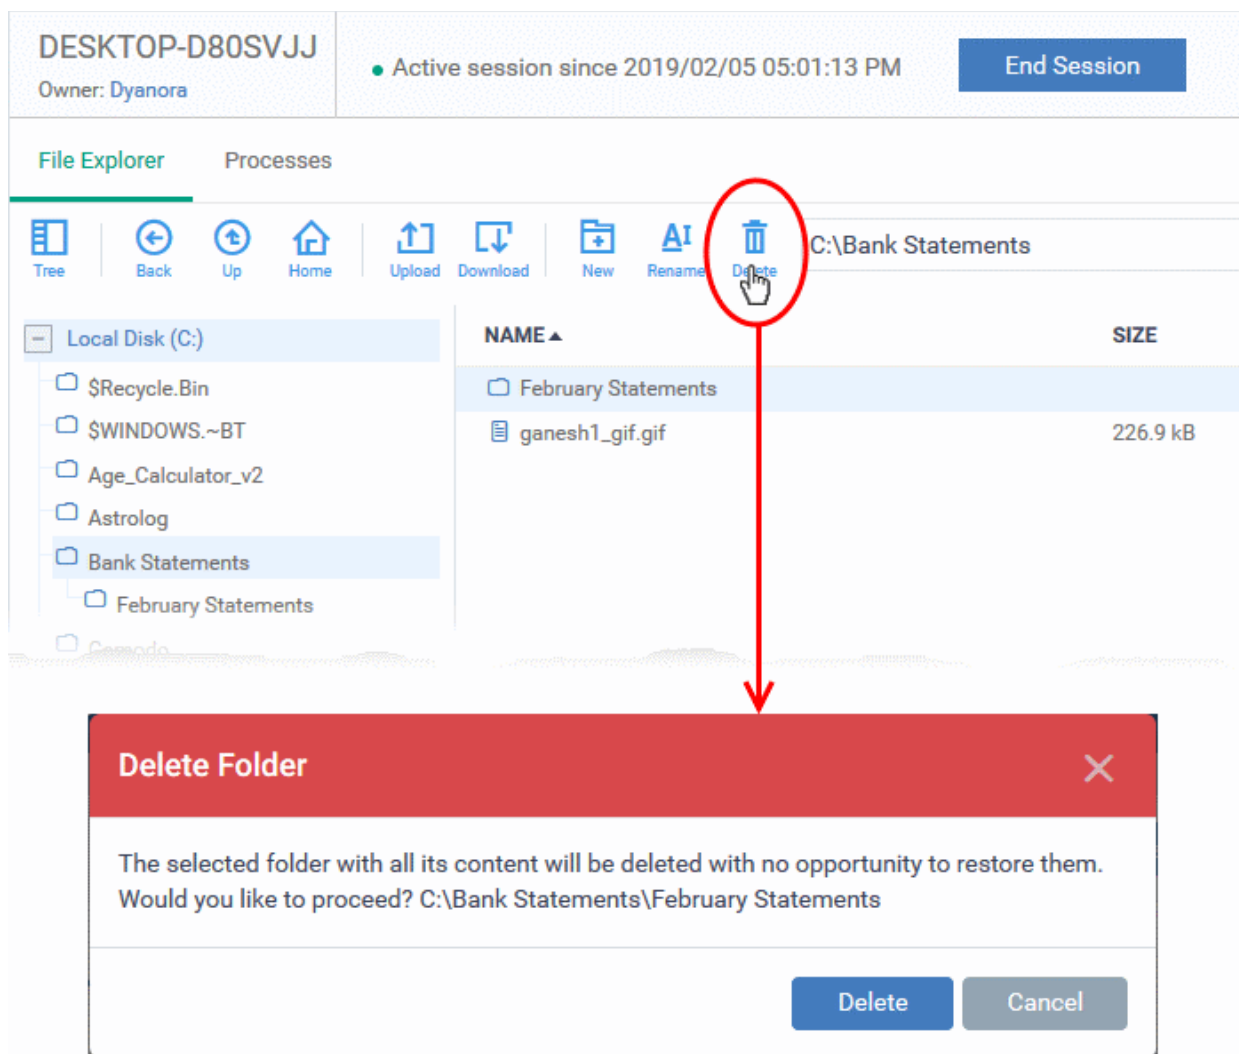 DESKTOP-D80SVJJ
Owner: Dyanora
Active session since 2019/02/05 05:01:13 PM
End Session
File Explorer
Processes
Tree
Back
Up
Home
Upload
Download
New
Rename
Delete
C:\Bank Statements
Local Disk (C:)
$Recycle.Bin
$WINDOWS.~BT
Age_Calculator_v2
Astrolog
Bank Statements
February Statements
Comodo
NAME
SIZE
February Statements
ganesh1_gif.gif
226.9 kB
Delete Folder
The selected folder with all its content will be deleted with no opportunity to restore them.
Would you like to proceed? C:\Bank Statements\February Statements
Delete
Cancel